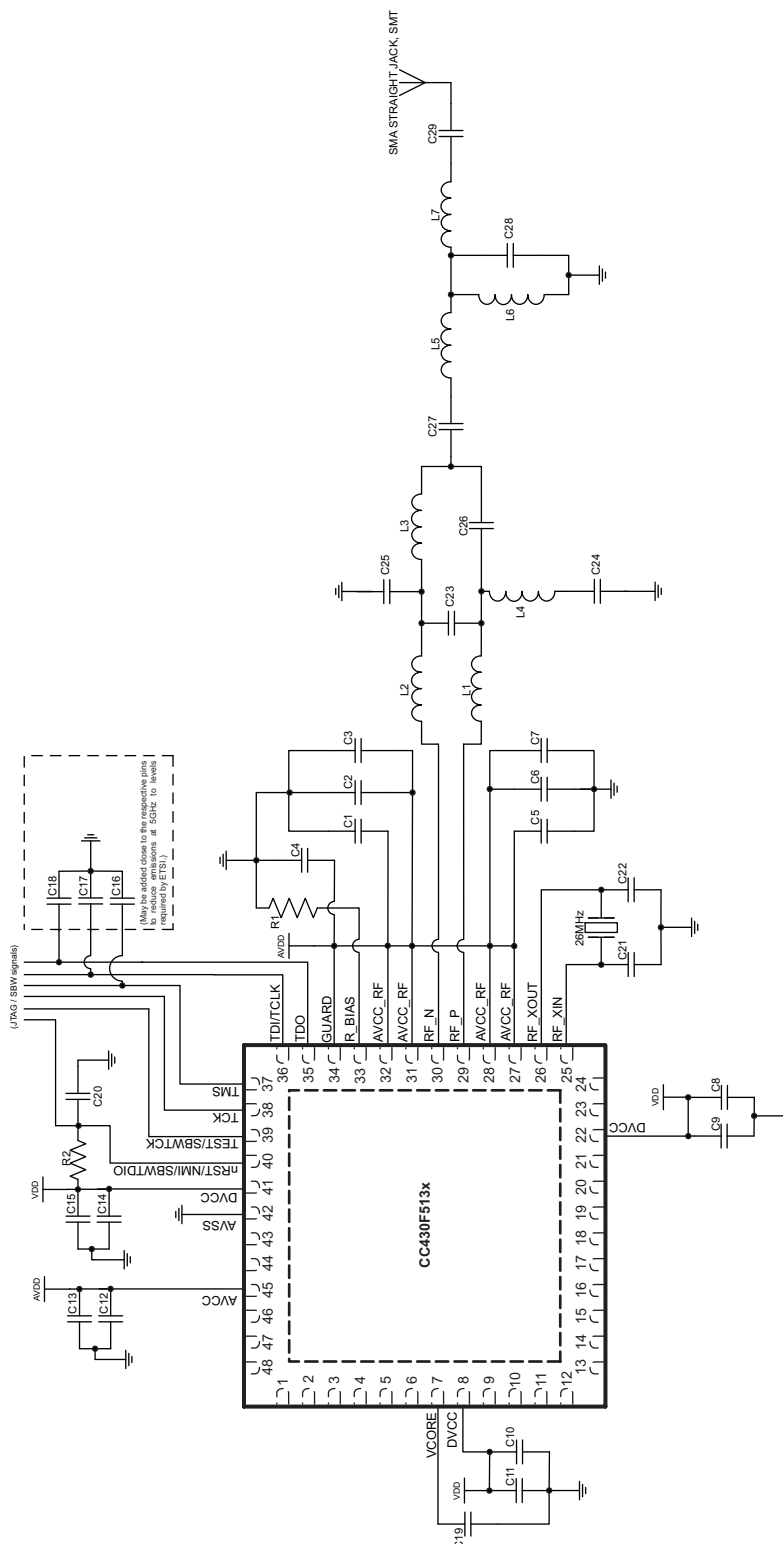 SMA STRAIGHT JACK, SMT
C29
L7
C28
L6
L5
C27
L3
C26
C25
C24
C23
L4
L2
L1
(May be added close to the respective pins
to reduce emissions at 5GHz to levels
required by ETSI.)
C18
C17
C16
(JTAG / SBW signals)
C3
C2
C1
C4
R1
AVDD
C7
C6
C5
C22
26MHz
C21
TDI/TCLK
TDO
GUARD
R_BIAS
AVCC_RF
AVCC_RF
RF_N
RF_P
AVCC_RF
AVCC_RF
RF_XOUT
RF_XIN
36
35
34
33
32
31
30
29
28
27
26
25
C20
R2
VDD
C15
C14
AVDD
C13
C12
TMS
TCK
TEST/SBWTCK
nRST/NMI/SBWTDIO
DVCC
AVSS
AVCC
37
38
39
40
41
42
43
44
45
46
47
48
CC430F513x
24
23
22
21
20
19
18
17
16
15
14
13
DVCC
VDD
C8
C9
1
2
3
4
5
6
7
8
9
10
11
12
VCORE
DVCC
VDD
C10
C11
C19